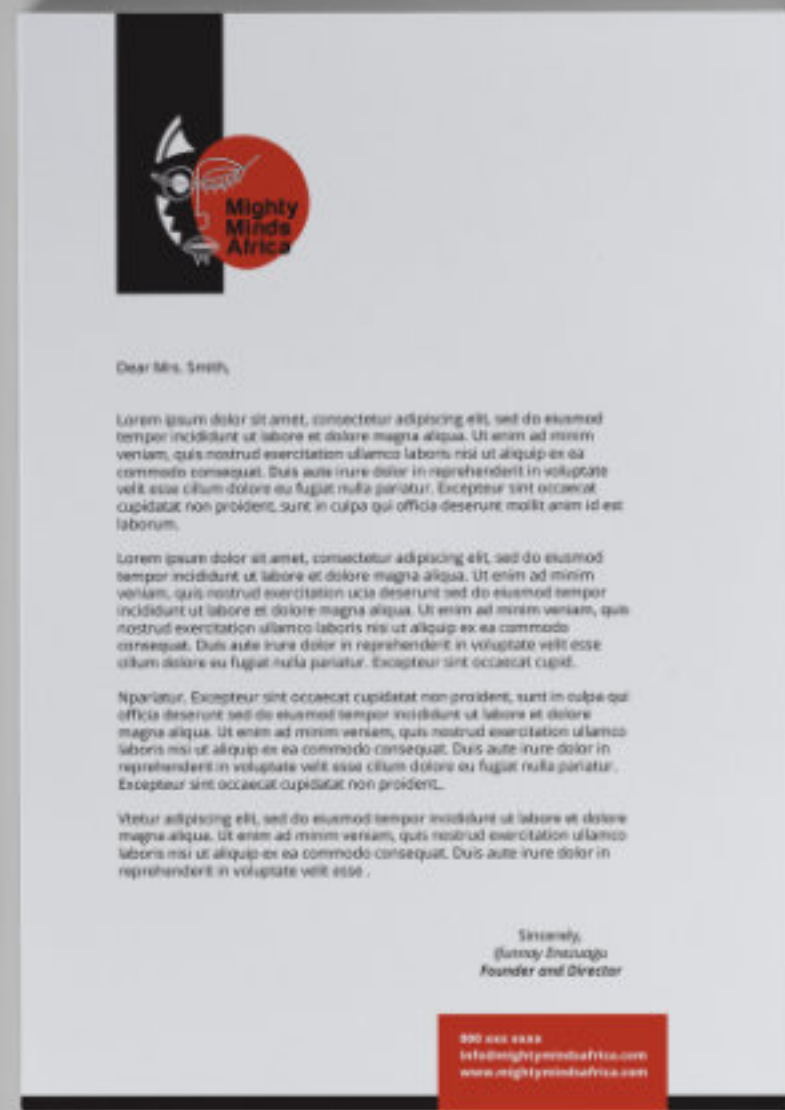 Mighty
Minds
Africa
Dear Mrs. Smith,
Lorem ipsum dolor sit amet, consectetur adipiscing elit, sed do eiusmod
tempor incididunt ut labore et dolore magna aliqua. Ut enim ad minim
veniam, quis nostrud exercitation ullamco laboris nisi ut aliquip ex ea
commodo consequat. Duis aute irure dolor in reprehenderit in voluptate
velit esse cillum dolore eu fugiat nulla pariatur. Excepteur sint occaecat
cupidatat non proident, sunt in culpa qui officia deserunt mollit anim id est
laborum.
Lorem ipsum dolor sit amet, consectetur adipiscing elit, sed do eiusmod
tempor incididunt ut labore et dolore magna aliqua. Ut enim ad minim
veniam, quis nostrud exercitation ucia deserunt sed do eiusmod tempor
incididunt ut labore et dolore magna aliqua. Ut enim ad minim veniam, quis
nostrud exercitation ullamco laboris nisi ut aliquip ex ea commodo
consequat. Duis aute irure dolor in reprehenderit in voluptate velit esse
cillum dolore eu fugiat nulla pariatur. Excepteur sint occaecat cupid.
Npariatur. Excepteur sint occaecat cupidatat non proident, sunt in culpa qui
officia deserunt sed do eiusmod tempor incididunt ut labore et dolore
magna aliqua. Ut enim ad minim veniam, quis nostrud exercitation ullamco
laboris nisi ut aliquip ex ea commodo consequat. Duis aute irure dolor in
reprehenderit in voluptate velit esse cillum dolore eu fugiat nulla pariatur.
Excepteur sint occaecat cupidatat non proident..
Vtetur adipiscing elit, sed do eiusmod tempor incididunt ut labore et dolore
magna aliqua. Ut enim ad minim veniam, quis nostrud exercitation ullamco
laboris nisi ut aliquip ex ea commodo consequat. Duis aute irure dolor in
reprehenderit in voluptate velit esse .
Sincerely,
Founder and Director
000 xxx xxxx
info@mightymindsafrica.com
www.mightymindsafrica.com